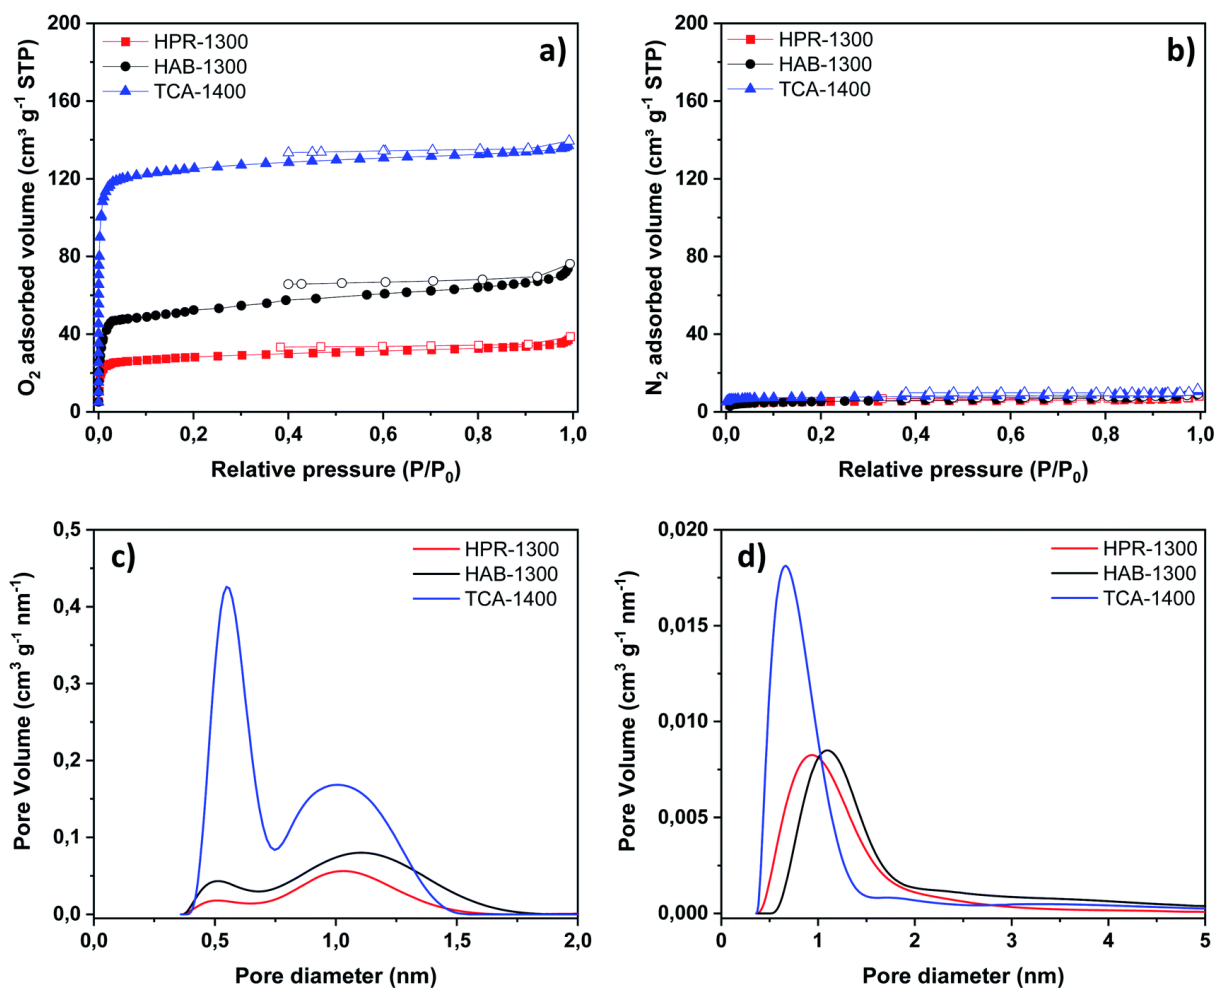 a)
HPR-1300
HAB-1300
TCA-1400
O₂ adsorbed volume (cm³ g⁻¹ STP)
200
160
120
80
40
0
0,0 0,2 0,4 0,6 0,8 1,0
Relative pressure (P/P₀)
b)
HPR-1300
HAB-1300
TCA-1400
N₂ adsorbed volume (cm³ g⁻¹ STP)
200
160
120
80
40
0
0,0 0,2 0,4 0,6 0,8 1,0
Relative pressure (P/P₀)
c)
HPR-1300
HAB-1300
TCA-1400
Pore Volume (cm³ g⁻¹ nm⁻¹)
0,5
0,4
0,3
0,2
0,1
0,0
0,0 0,5 1,0 1,5 2,0
Pore diameter (nm)
d)
HPR-1300
HAB-1300
TCA-1400
Pore Volume (cm³ g⁻¹ nm⁻¹)
0,020
0,015
0,010
0,005
0,000
0 1 2 3 4 5
Pore diameter (nm)